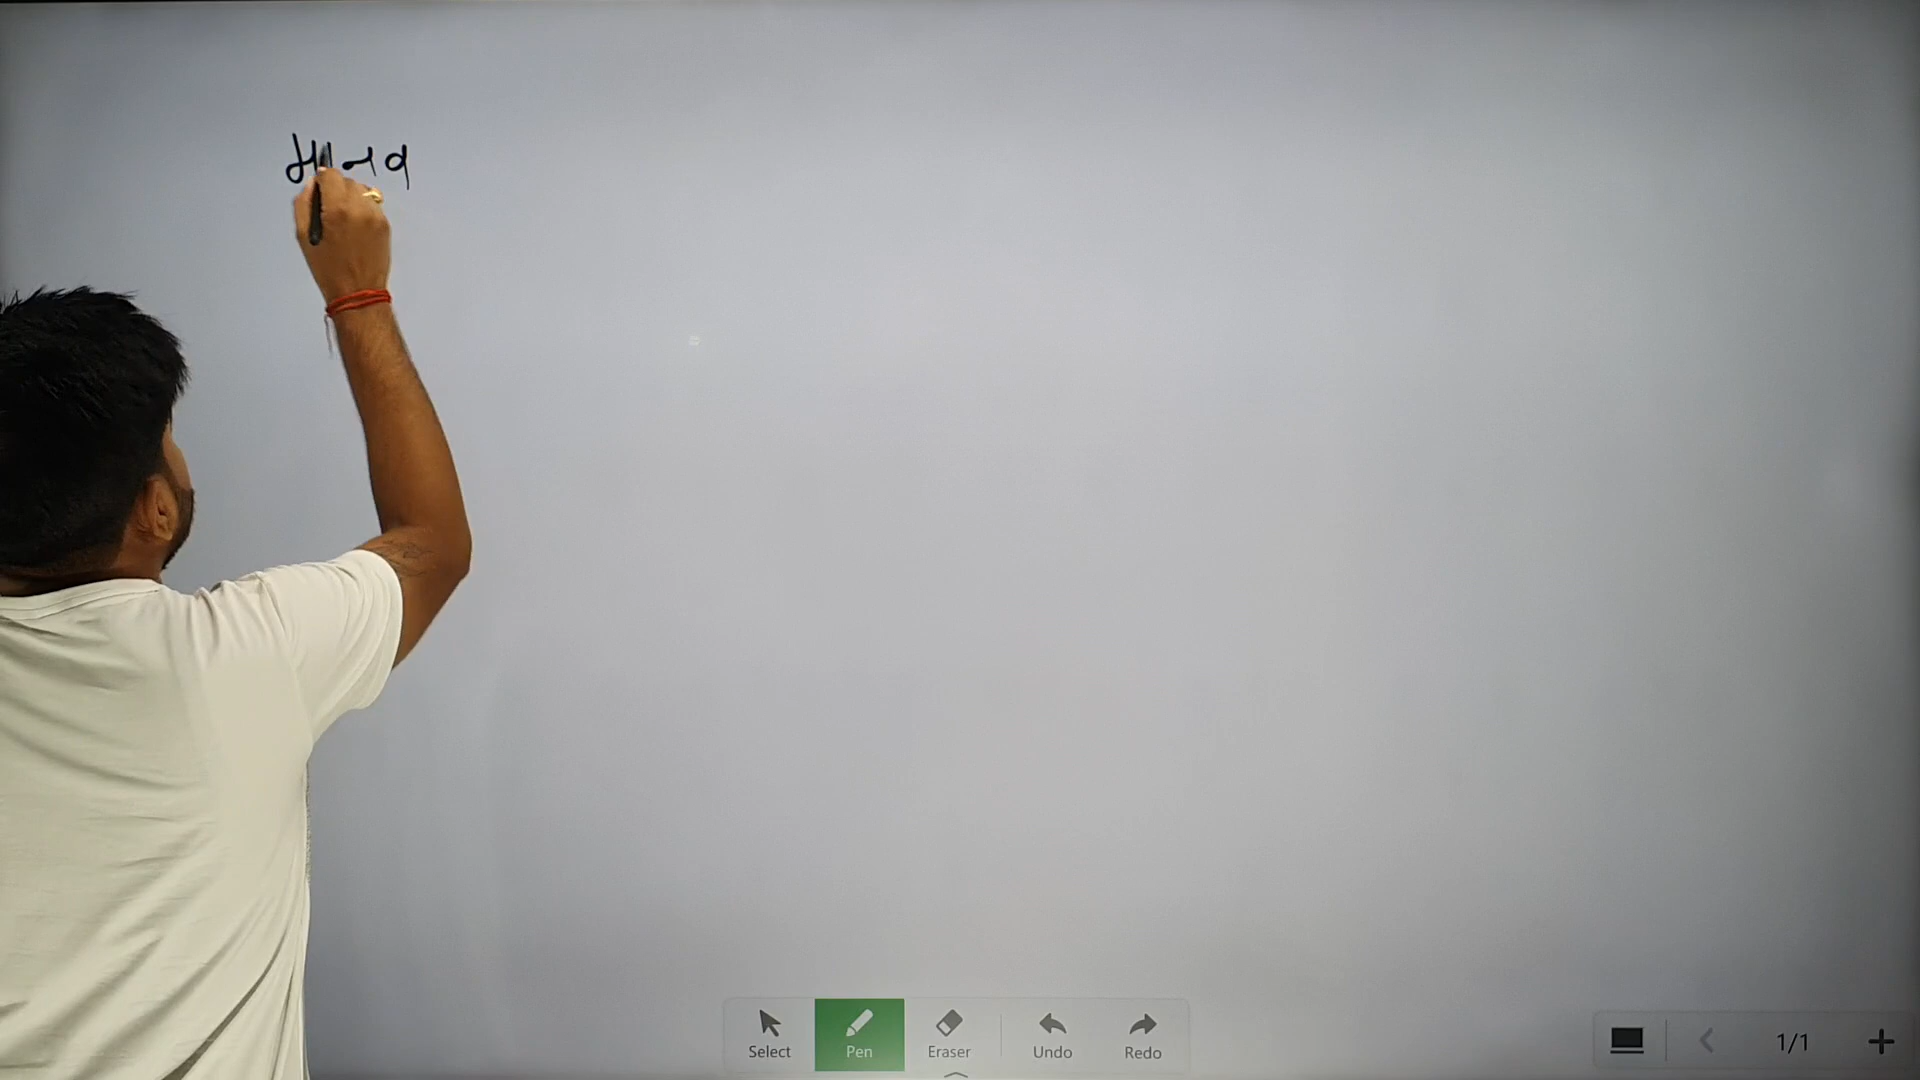 मानव
Select
Pen
Eraser
Undo
Redo
1/1